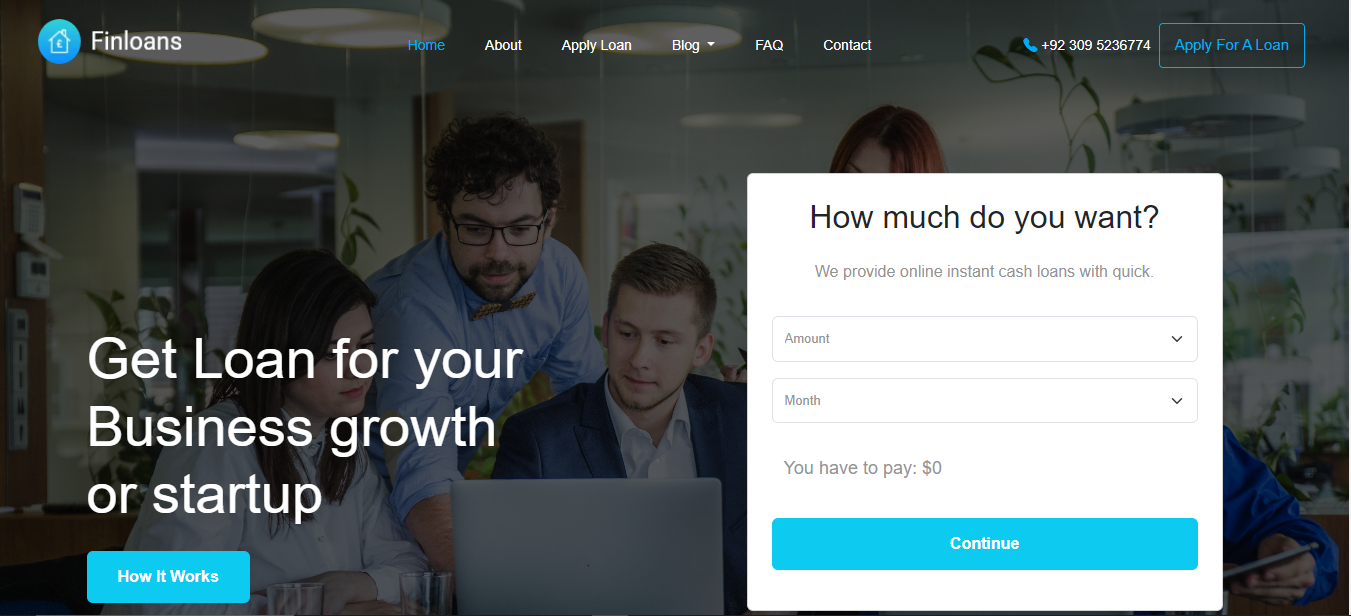 £
Finloans
Home
About
Apply Loan
Blog
FAQ
Contact
+92 309 5236774
Apply For A Loan
Get Loan for your
Business growth
or startup
How It Works
How much do you want?
We provide online instant cash loans with quick.
Amount
Month
You have to pay: $0
Continue